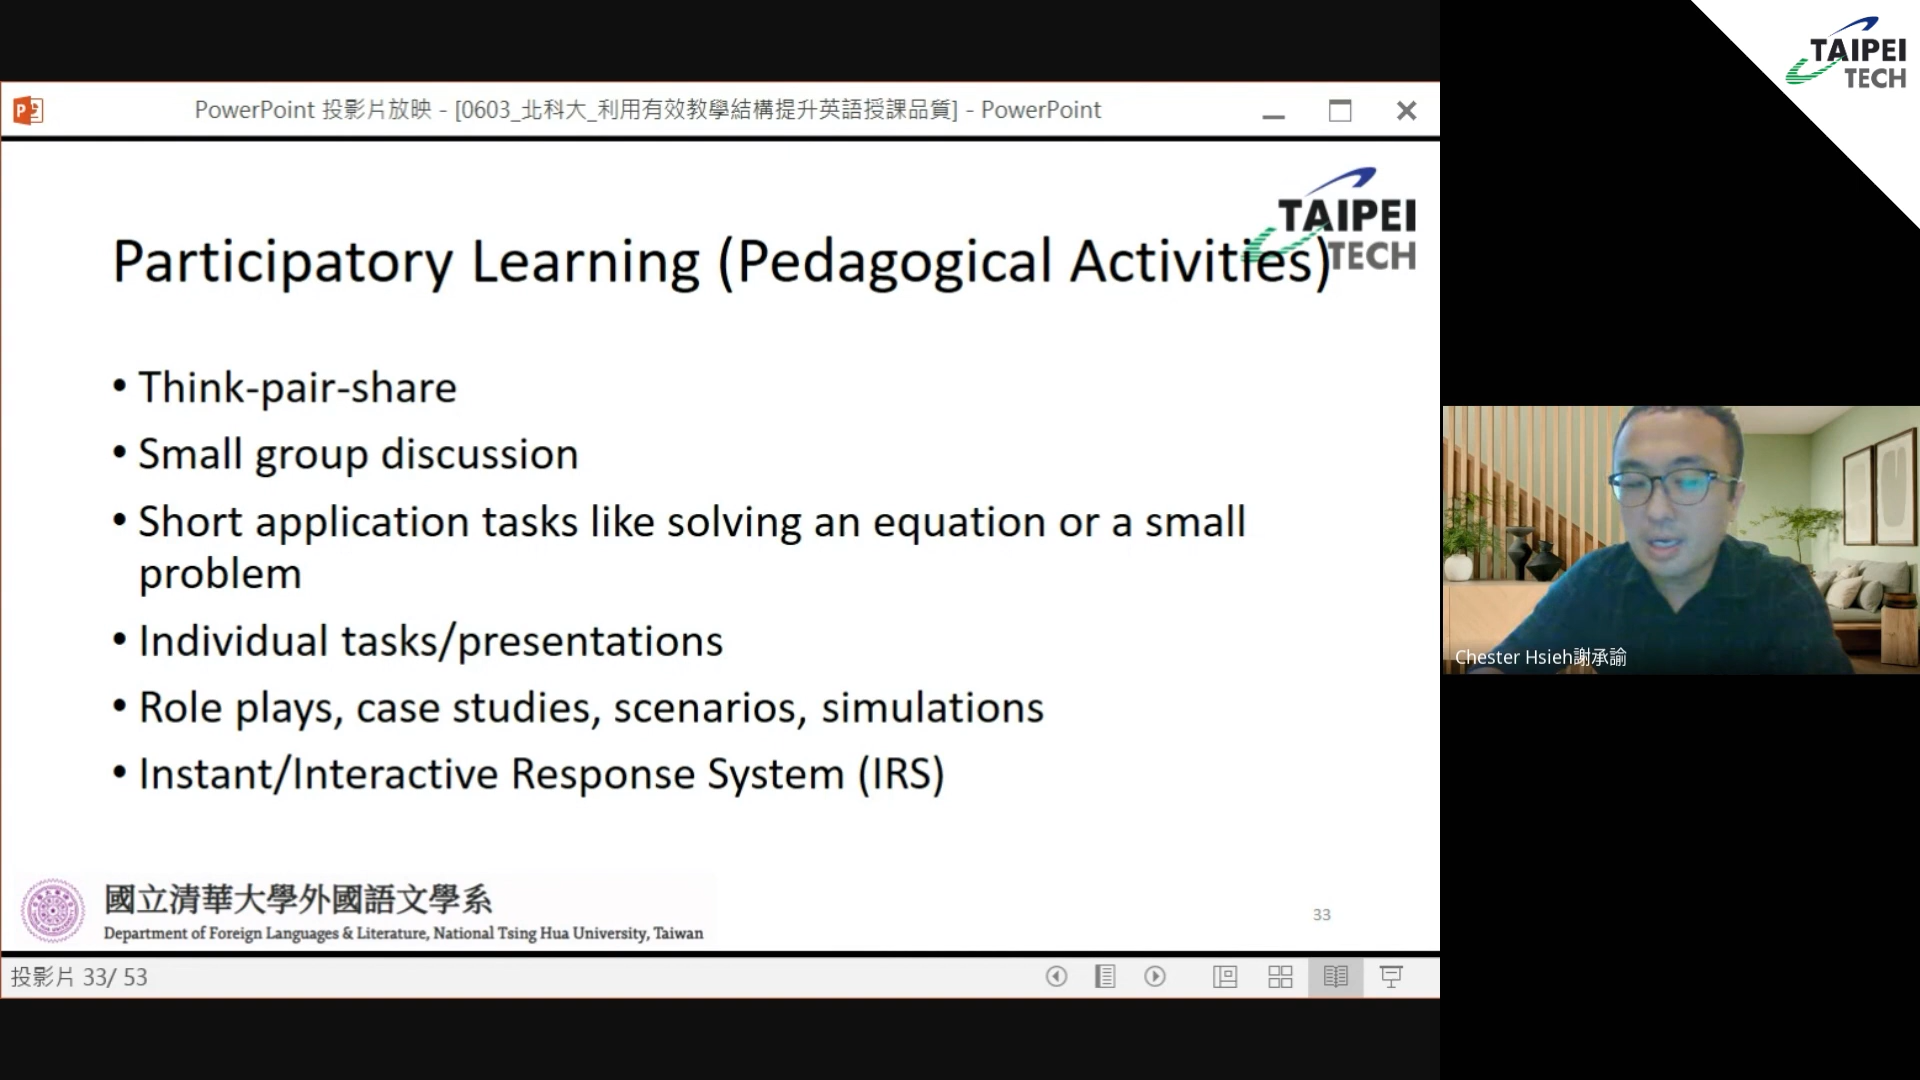 PowerPoint 投影片放映 - [0603_北科大_利用有效教學結構提升英語授課品質] - PowerPoint
TAIPEI
TECH
Participatory Learning (Pedagogical Activities)
• Think-pair-share
• Small group discussion
• Short application tasks like solving an equation or a small
problem
• Individual tasks/presentations
• Role plays, case studies, scenarios, simulations
• Instant/Interactive Response System (IRS)
國立清華大學外國語文學系
Department of Foreign Languages & Literature, National Tsing Hua University, Taiwan
33
投影片 33/ 53
TAIPEI
TECH
Chester Hsieh謝承諭